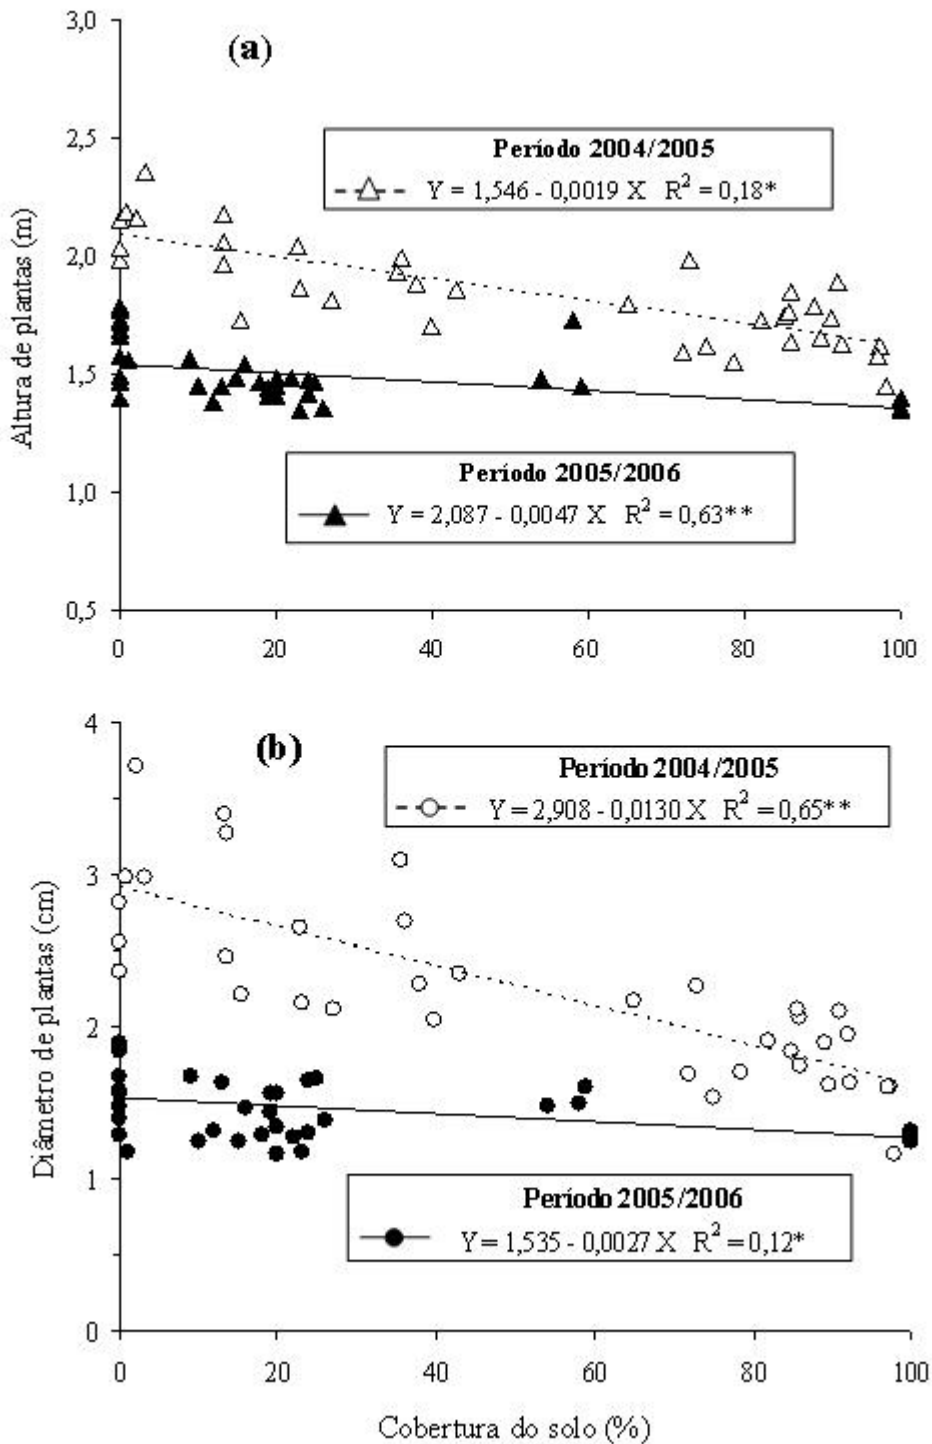 (a)
3,0
2,5
2,0
1,5
1,0
0,5
Altura de plantas (m)
Período 2004/2005
Y = 1,546 - 0,0019 X R² = 0,18*
Período 2005/2006
Y = 2,087 - 0,0047 X R² = 0,63**
0 20 40 60 80 100
(b)
4
3
2
1
0
Diâmetro de plantas (cm)
Período 2004/2005
Y = 2,908 - 0,0130 X R² = 0,65**
Período 2005/2006
Y = 1,535 - 0,0027 X R² = 0,12*
0 20 40 60 80 100
Cobertura do solo (%)